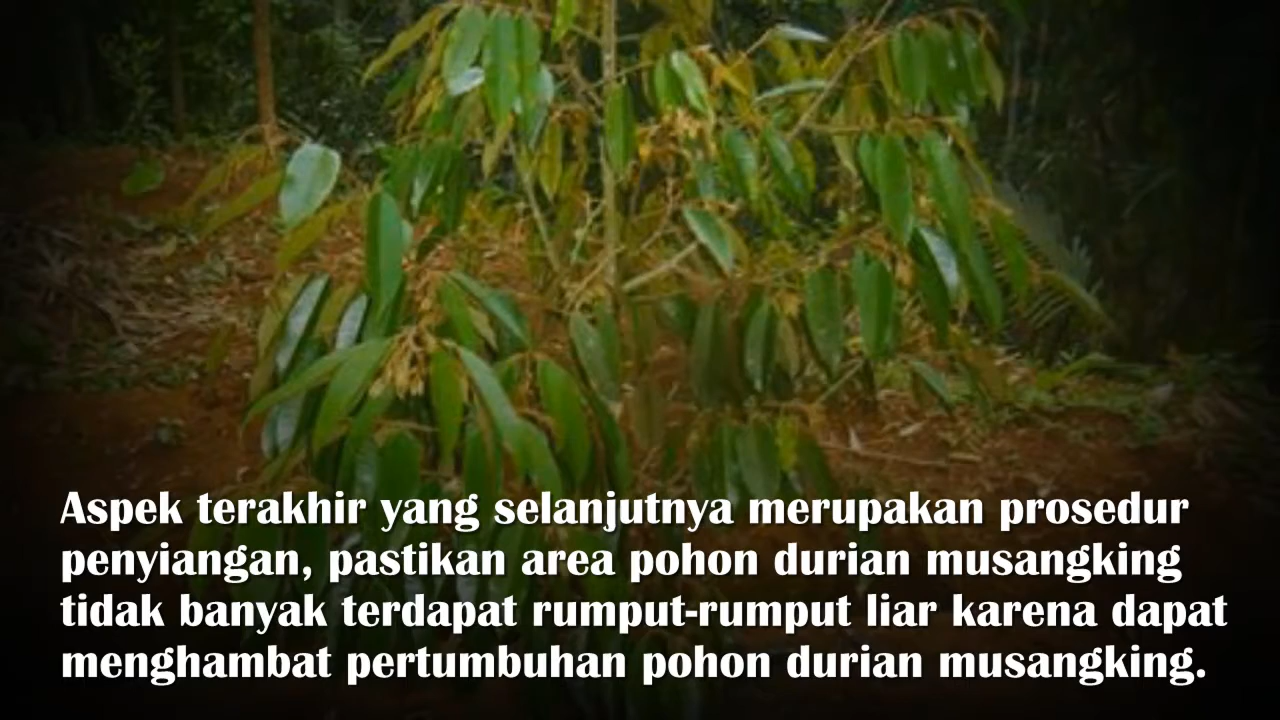 Aspek terakhir yang selanjutnya merupakan prosedur
penyiangan, pastikan area pohon durian musangking
tidak banyak terdapat rumput-rumput liar karena dapat
menghambat pertumbuhan pohon durian musangking.